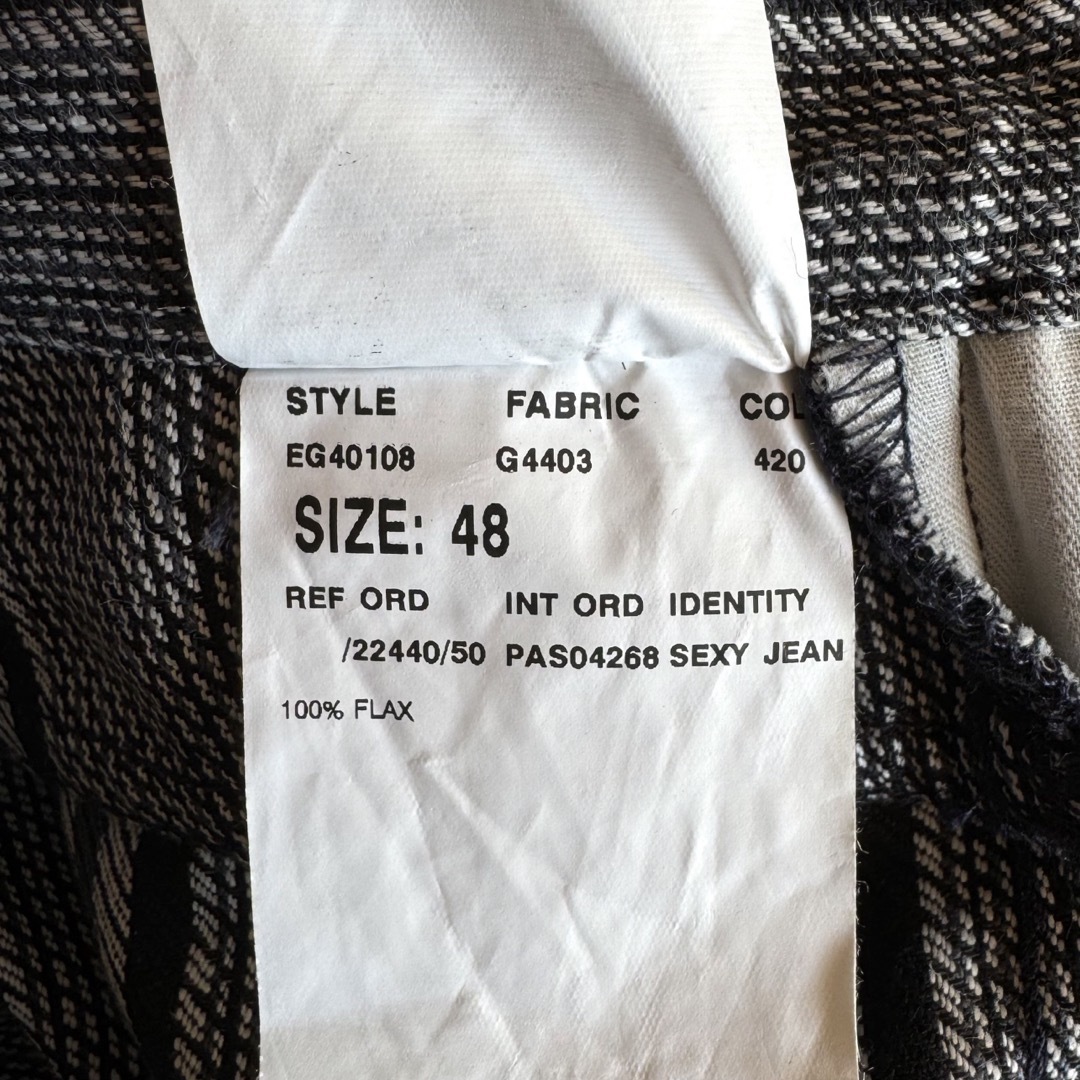 STYLE FABRIC COL
EG40108 G4403 420
SIZE: 48
REF ORD INT ORD IDENTITY
/22440/50 PAS04268 SEXY JEAN
100% FLAX